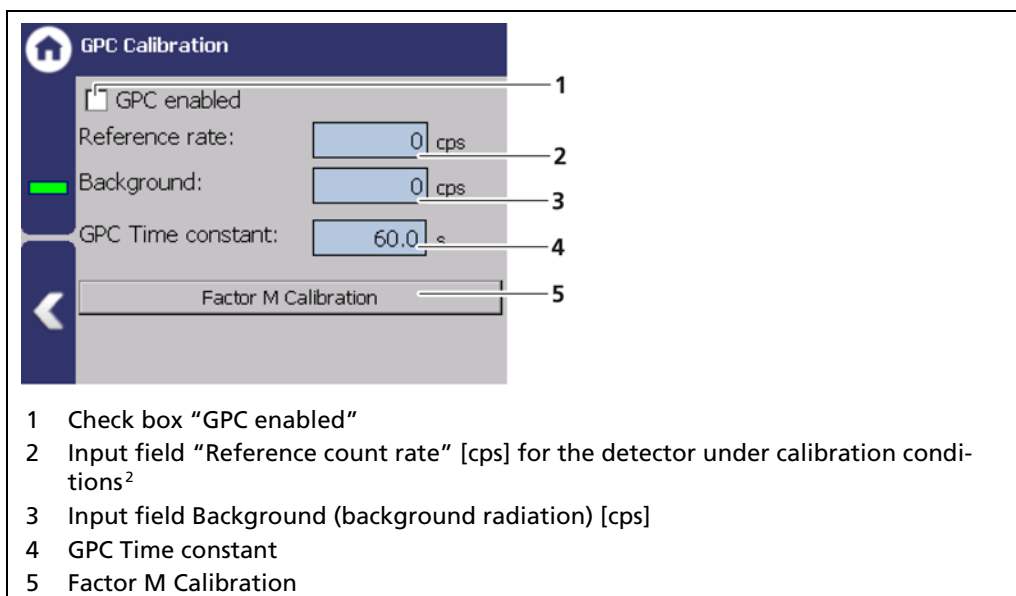 GPC Calibration
GPC enabled
1
Reference rate:
0 cps
2
Background:
0 cps
3
GPC Time constant:
60.0 s
4
Factor M Calibration
5
1 Check box “GPC enabled”
2 Input field “Reference count rate” [cps] for the detector under calibration condi-
tions²
3 Input field Background (background radiation) [cps]
4 GPC Time constant
5 Factor M Calibration